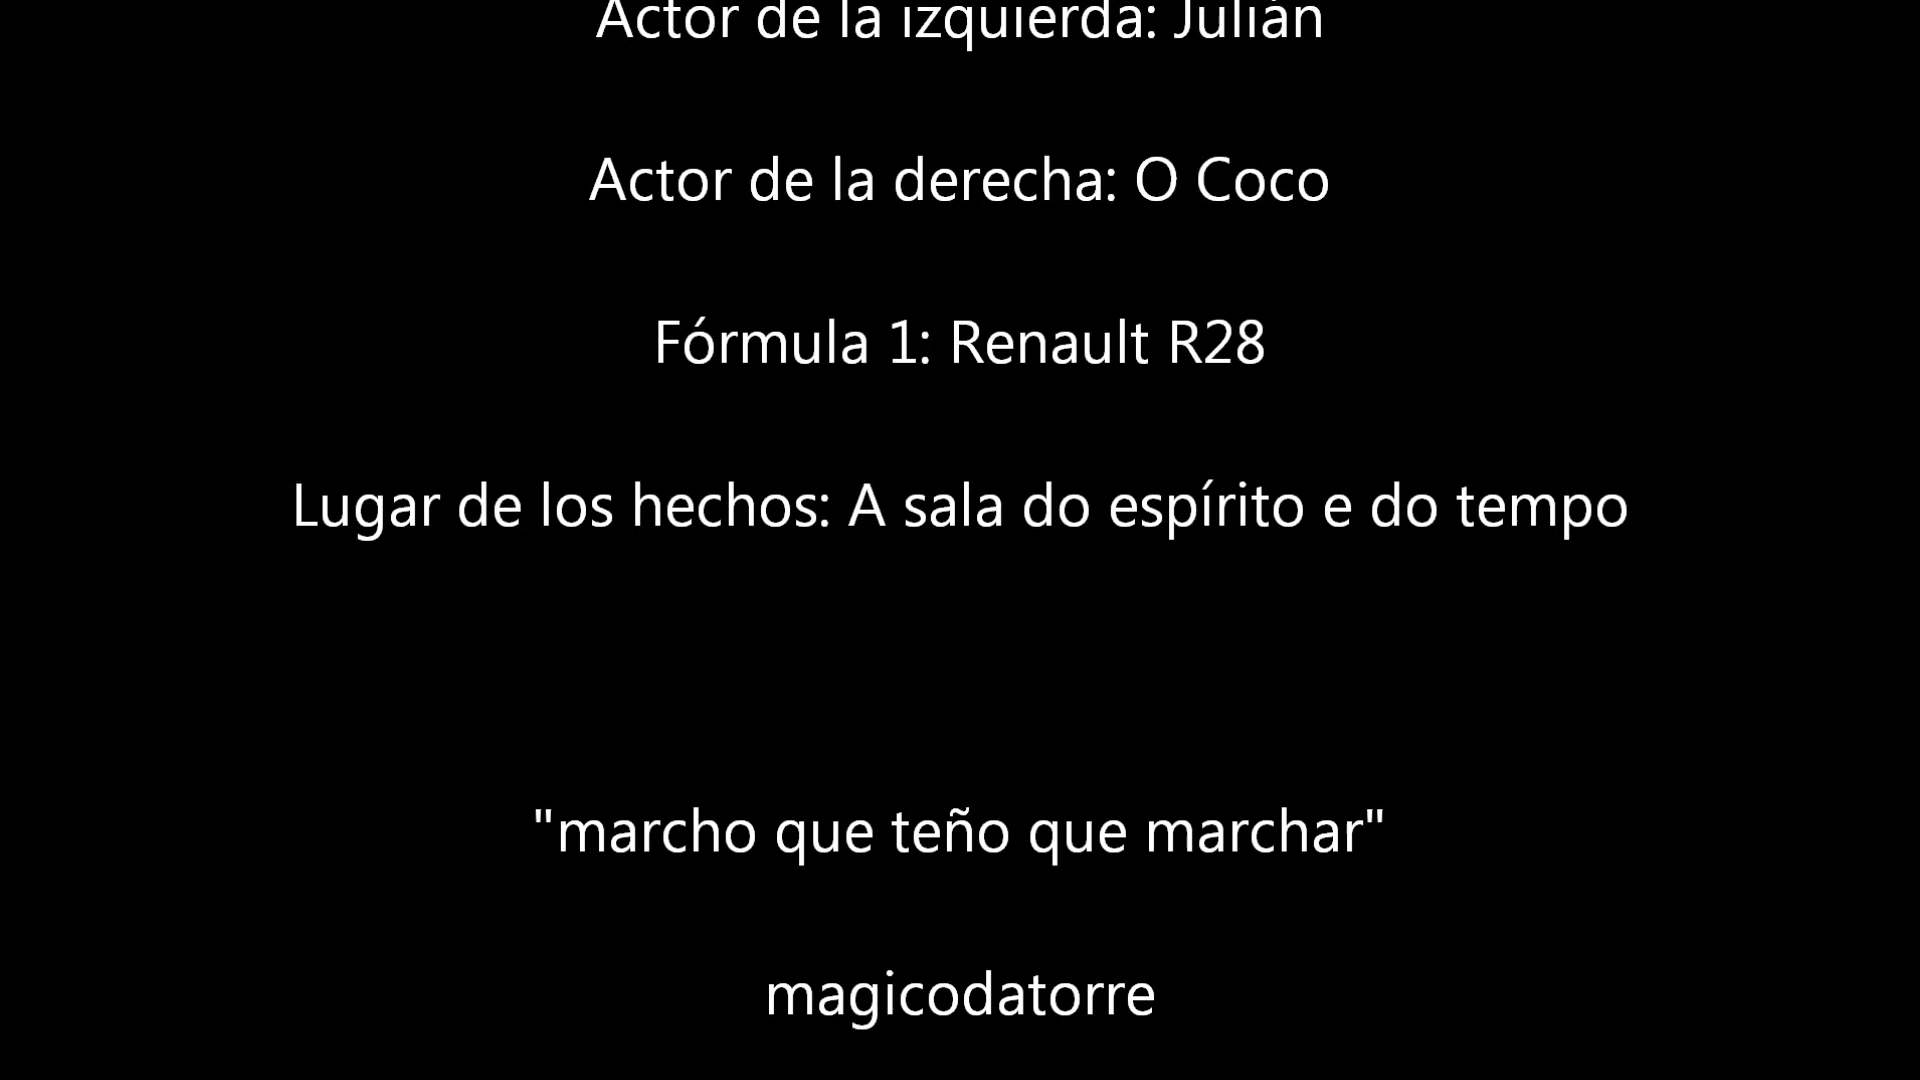 Actor de la izquierda: Julián
Actor de la derecha: O Coco
Fórmula 1: Renault R28
Lugar de los hechos: A sala do espírito e do tempo
"marcho que teño que marchar"
magicodatorre